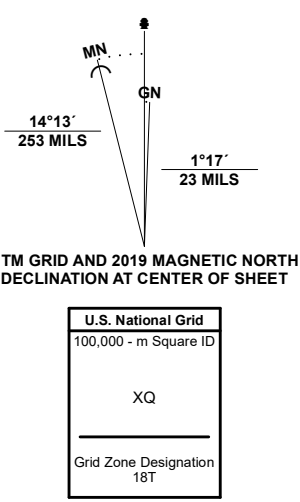 MN
GN
14°13´
253 MILS
1°17´
23 MILS
TM GRID AND 2019 MAGNETIC NORTH
DECLINATION AT CENTER OF SHEET
U.S. National Grid
100,000 - m Square ID
XQ
Grid Zone Designation
18T